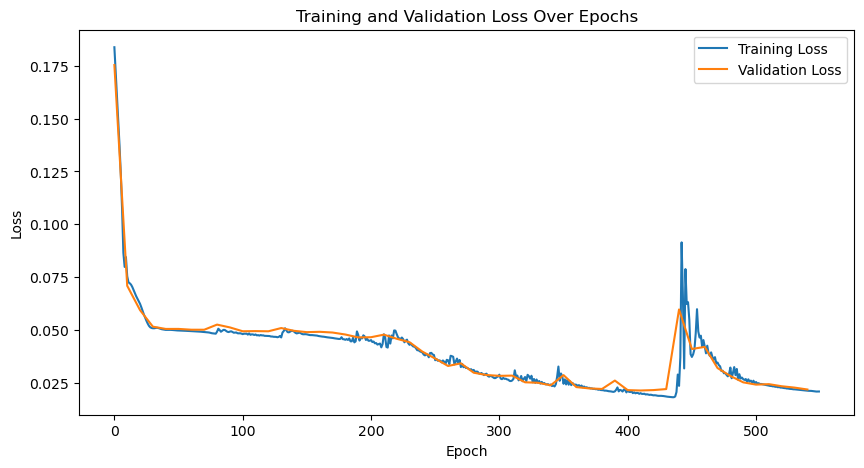 Training and Validation Loss Over Epochs
Training Loss
Validation Loss
0.175
0.150
0.125
0.100
0.075
0.050
0.025
Loss
0 100 200 300 400 500
Epoch